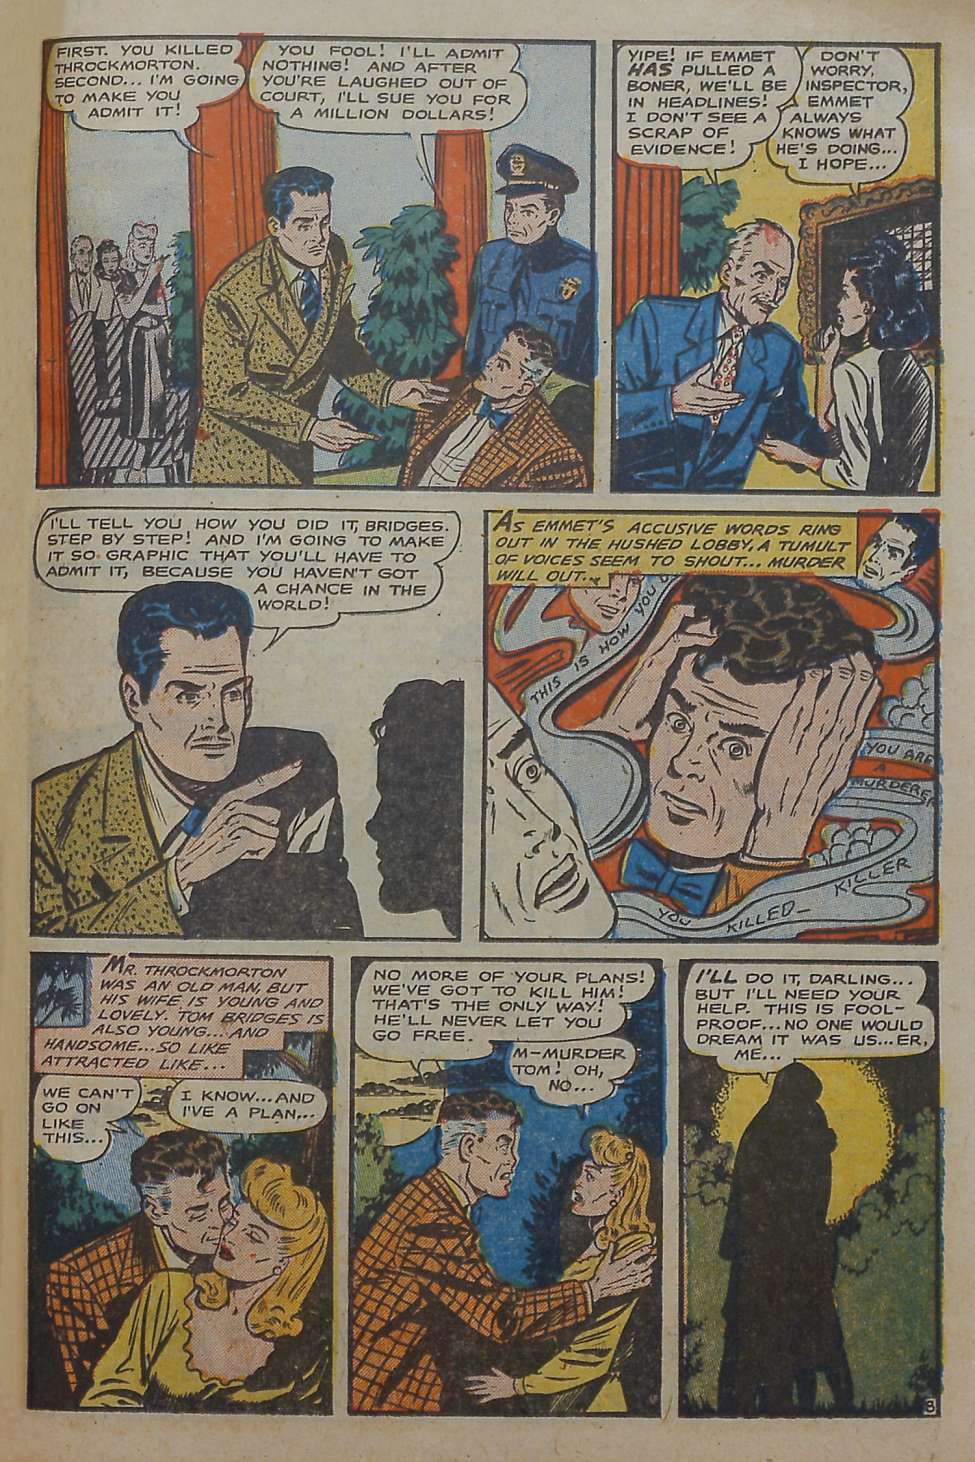 FIRST. YOU KILLED
THROCKMORTON.
SECOND... I'M GOING
TO MAKE YOU
ADMIT IT!
YOU FOOL! I'LL ADMIT
NOTHING! AND AFTER
YOU'RE LAUGHED OUT OF
COURT, I'LL SUE YOU FOR
A MILLION DOLLARS!
YIPE! IF EMMET
HAS PULLED A
BONER, WE'LL BE
IN HEADLINES!
I DON'T SEE A
SCRAP OF
EVIDENCE!
DON'T
WORRY,
INSPECTOR,
EMMET
ALWAYS
KNOWS WHAT
HE'S DOING...
I HOPE...
I'LL TELL YOU HOW YOU DID IT, BRIDGES.
STEP BY STEP! AND I'M GOING TO MAKE
IT SO GRAPHIC THAT YOU'LL HAVE TO
ADMIT IT, BECAUSE YOU HAVEN'T GOT
A CHANCE IN THE
WORLD!
AS EMMET'S ACCUSIVE WORDS RING
OUT IN THE HUSHED LOBBY, A TUMULT
OF VOICES SEEM TO SHOUT... MURDER
WILL OUT...
THIS IS HOW YOU
YOU ARE
A
MURDERER
YOU KILLED—
KILLER
MR. THROCKMORTON
WAS AN OLD MAN, BUT
HIS WIFE IS YOUNG AND
LOVELY. TOM BRIDGES IS
ALSO YOUNG... AND
HANDSOME... SO LIKE
ATTRACTED LIKE...
WE CAN'T
GO ON
LIKE
THIS...
I KNOW... AND
I'VE A PLAN...
NO MORE OF YOUR PLANS!
WE'VE GOT TO KILL HIM!
THAT'S THE ONLY WAY!
HE'LL NEVER LET YOU
GO FREE.
M-MURDER
TOM! OH,
NO...
I'LL DO IT, DARLING...
BUT I'LL NEED YOUR
HELP. THIS IS FOOL-
PROOF... NO ONE WOULD
DREAM IT WAS US... ER,
ME...
8